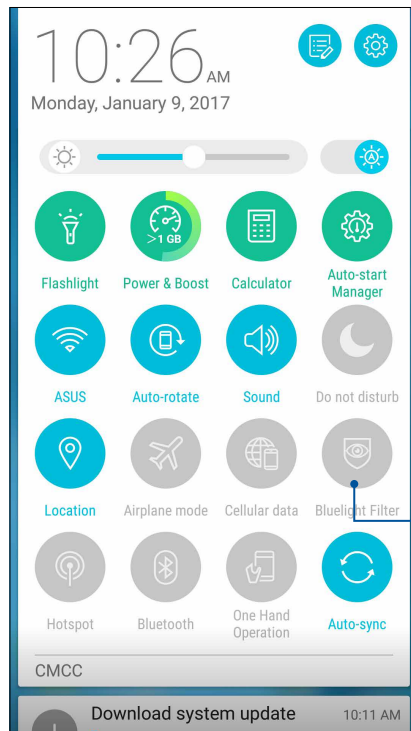 10:26 AM
Monday, January 9, 2017
A
>1 GB
Flashlight
Power & Boost
Calculator
Auto-start
Manager
ASUS
Auto-rotate
Sound
Do not disturb
Location
Airplane mode
Cellular data
Bluelight Filter
Hotspot
Bluetooth
One Hand
Operation
Auto-sync
CMCC
Download system update 10:11 AM